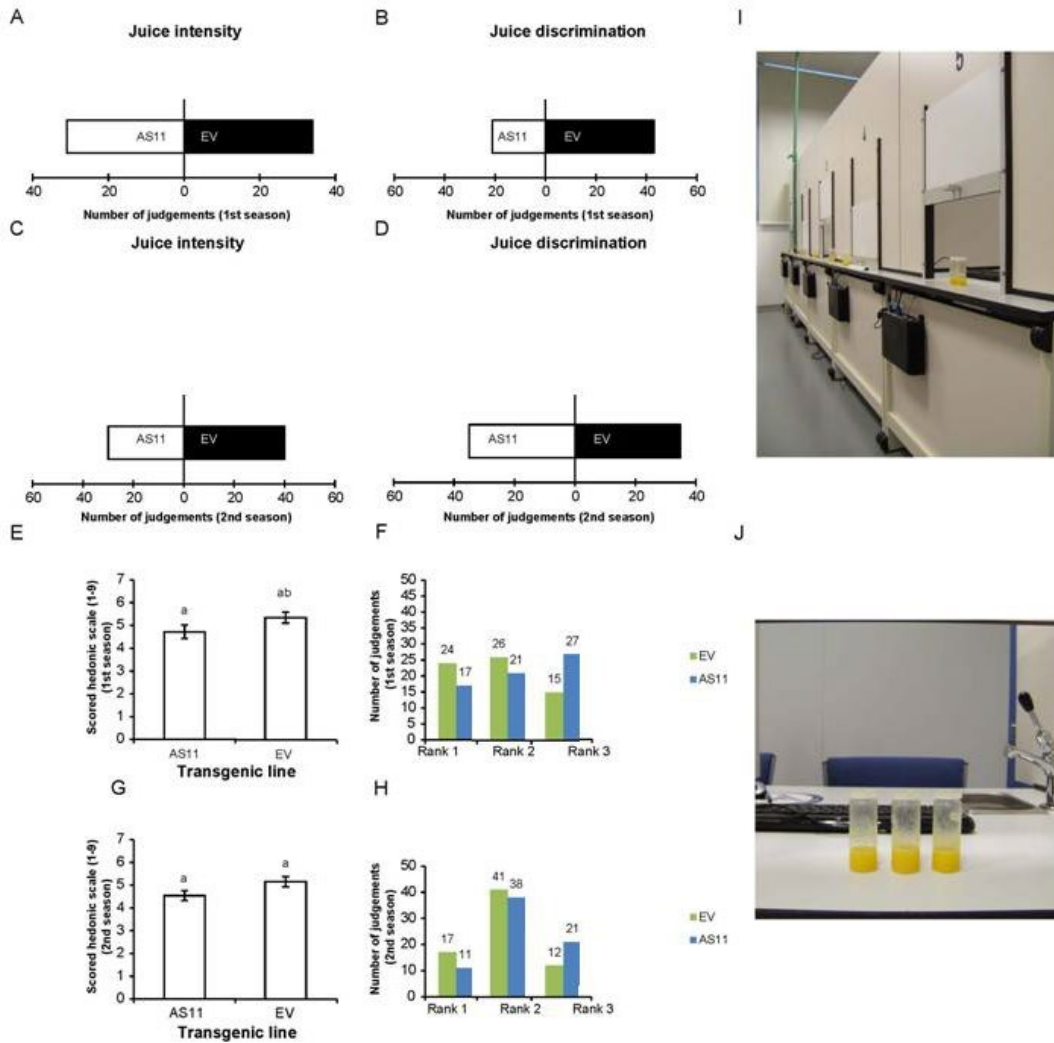 A
Juice intensity
AS11 EV
40 20 0 20 40
Number of judgements (1st season)
B
Juice discrimination
AS11 EV
60 40 20 0 20 40 60
Number of judgements (1st season)
C
Juice intensity
AS11 EV
60 40 20 0 20 40 60
Number of judgements (2nd season)
D
Juice discrimination
AS11 EV
60 40 20 0 20 40
Number of judgements (2nd season)
E
Scored hedonic scale (1-9)
(1st season)
7
6
5
4
3
2
1
0
a ab
AS11 EV
Transgenic line
F
Number of judgements
(1st season)
50
45
40
35
30
25
20
15
10
5
0
24 17 26 21 15 27
Rank 1 Rank 2 Rank 3
EV
AS11
G
Scored hedonic scale (1-9)
(2nd season)
7
6
5
4
3
2
1
0
a a
AS11 EV
Transgenic line
H
Number of judgements
(2nd season)
50
40
30
20
10
0
17 11 41 38 12 21
Rank 1 Rank 2 Rank 3
EV
AS11
I
J